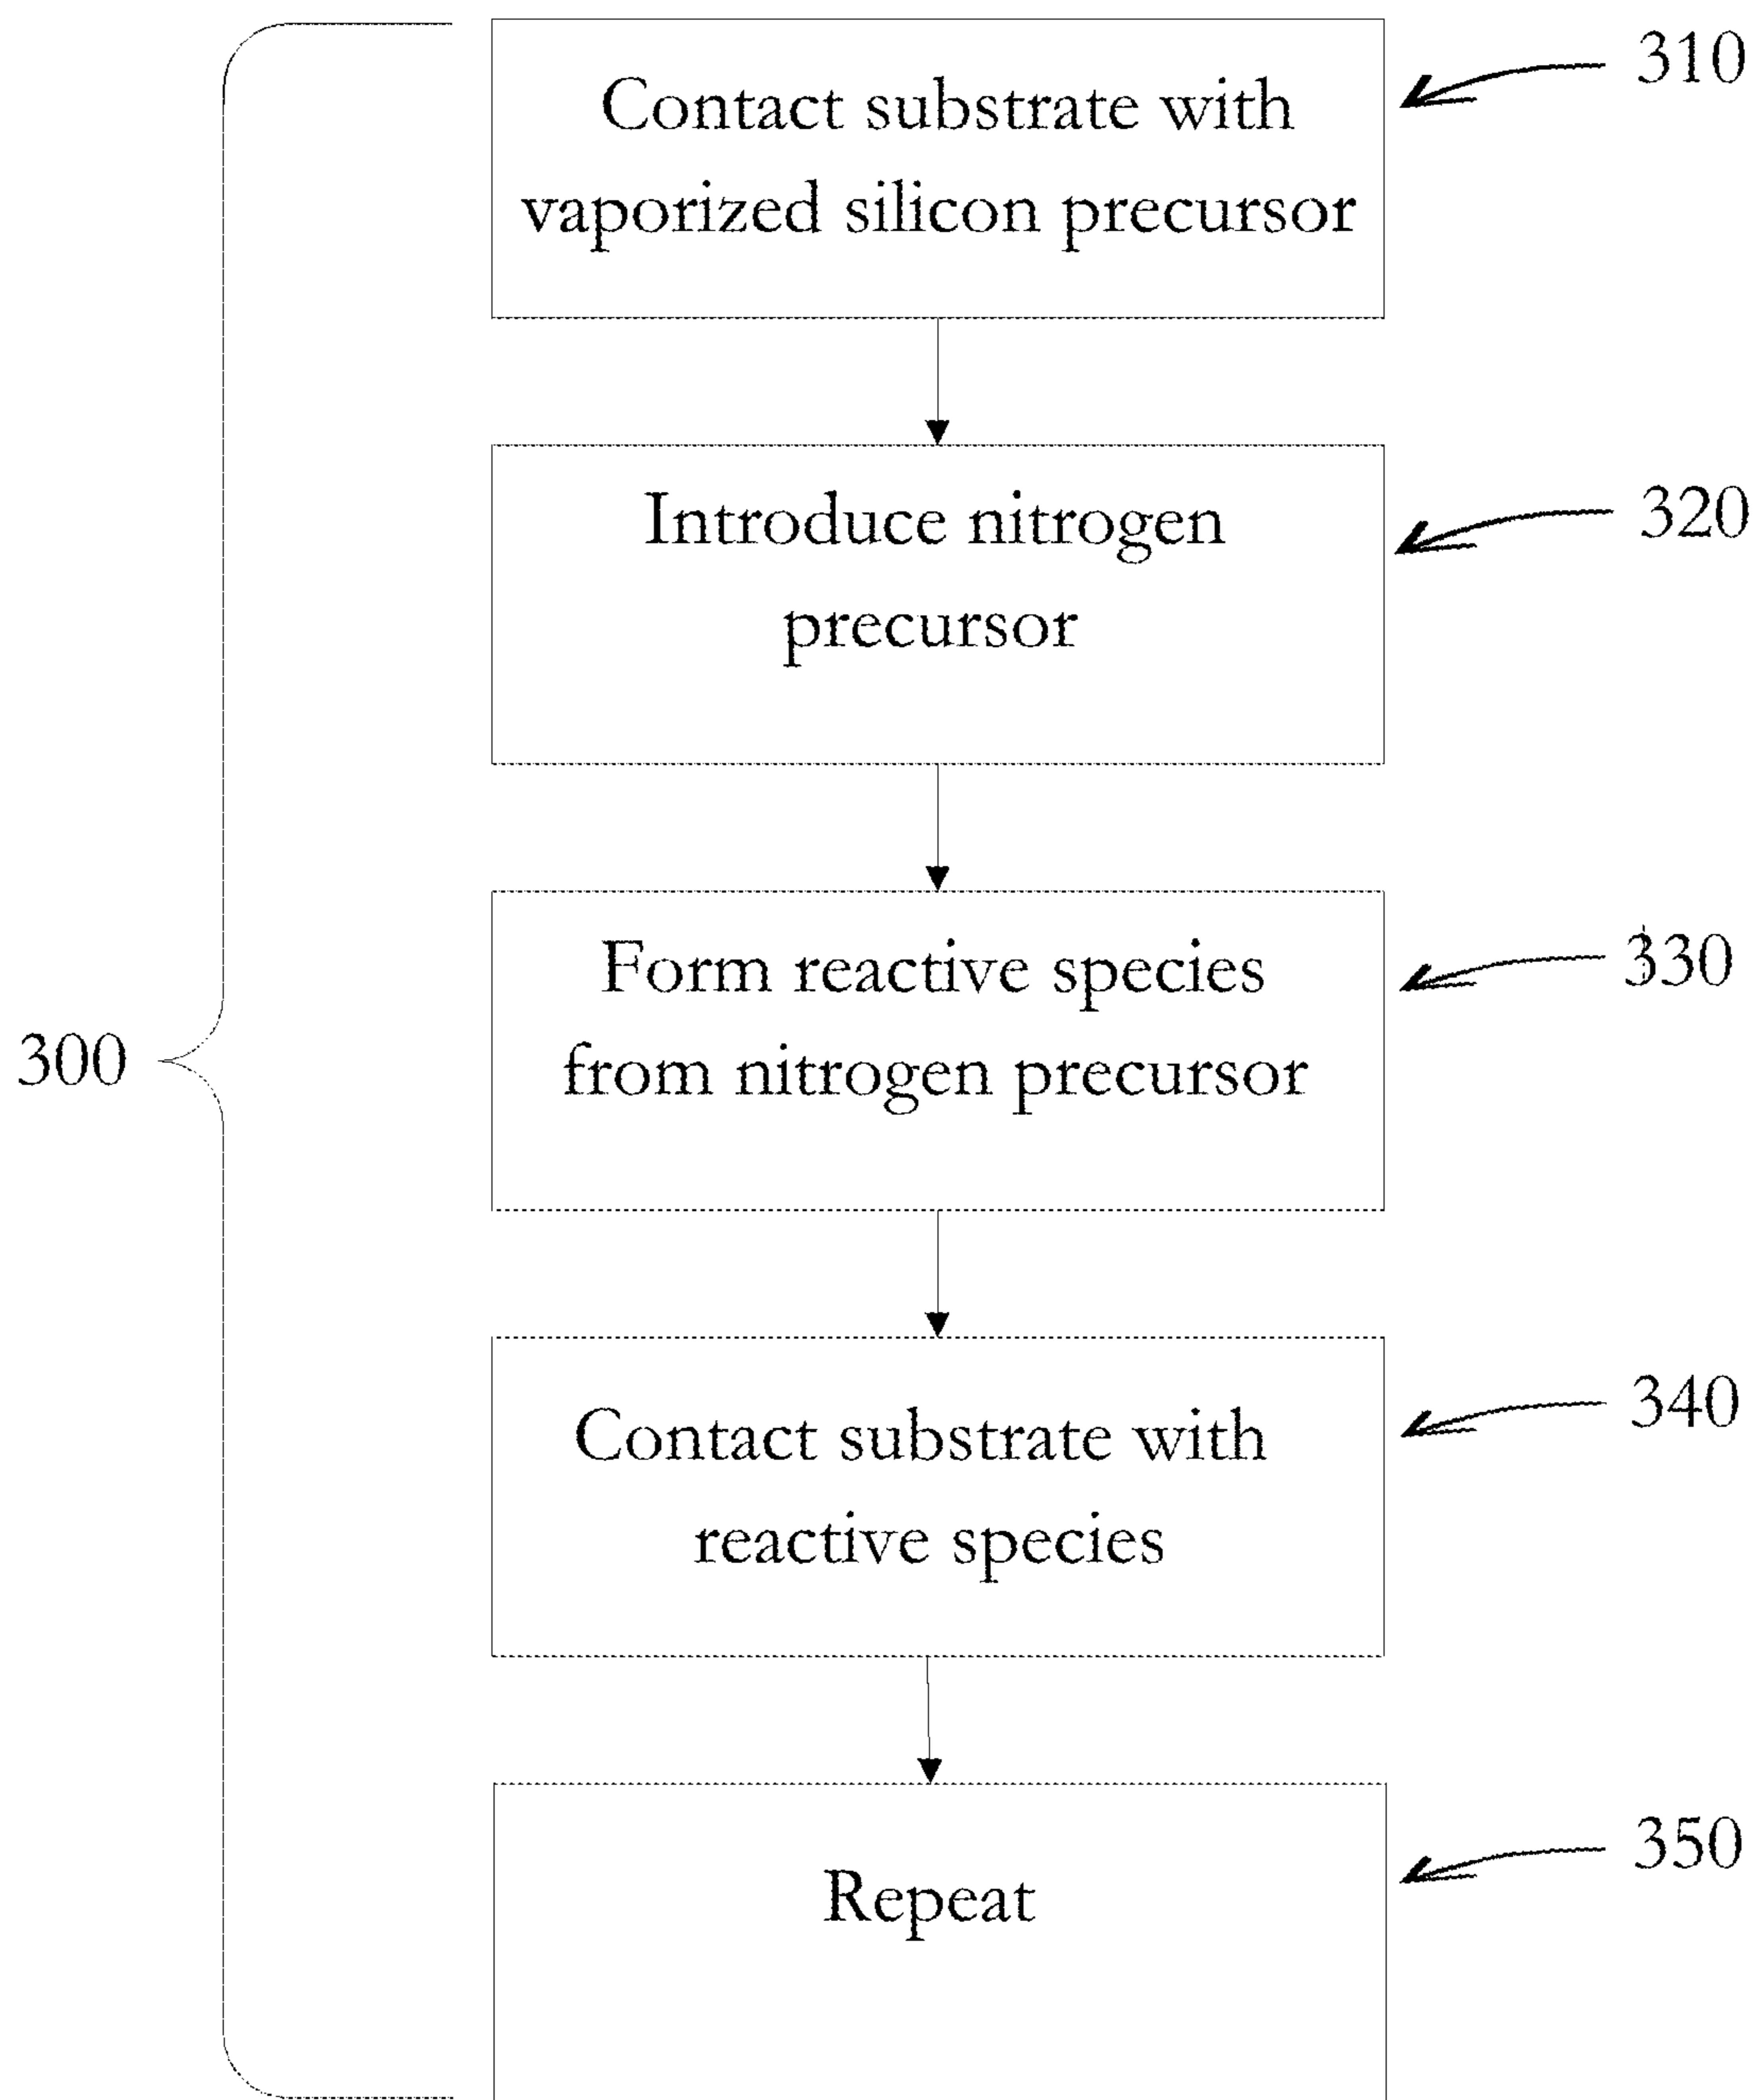 Contact substrate with
vaporized silicon precursor
310
Introduce nitrogen
precursor
320
Form reactive species
from nitrogen precursor
330
300
Contact substrate with
reactive species
340
Repeat
350